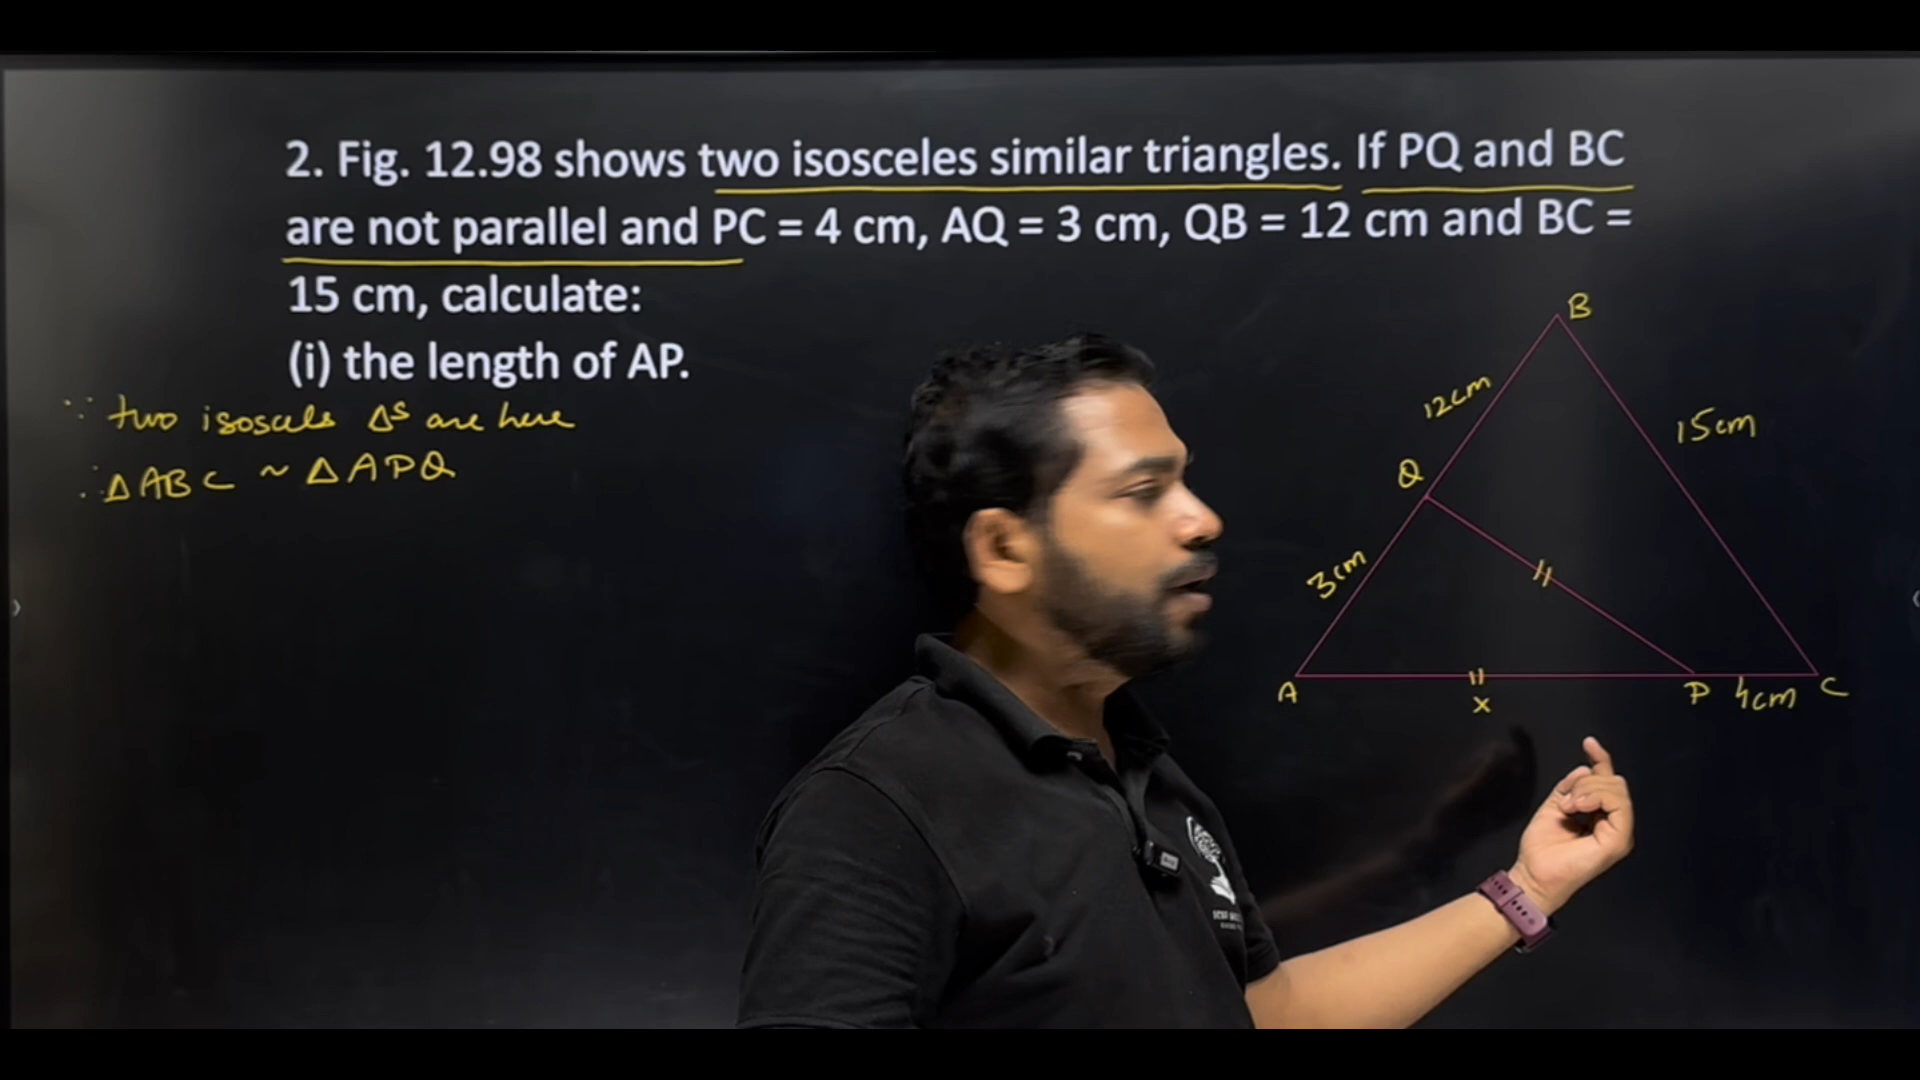 2. Fig. 12.98 shows two isosceles similar triangles. If PQ and BC
are not parallel and PC = 4 cm, AQ = 3 cm, QB = 12 cm and BC =
15 cm, calculate:
(i) the length of AP.
∵ two isoscels Δs are here
∴ ΔABC ~ ΔAPQ
B
12cm
15cm
Q
3cm
A
x
P
4cm
C